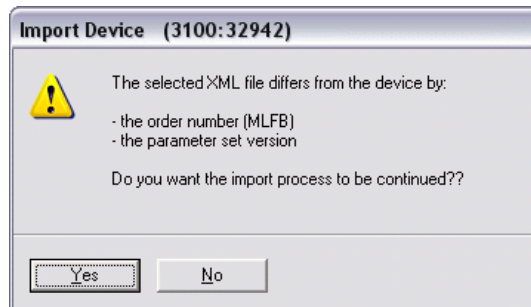 Import Device (3100:32942)
The selected XML file differs from the device by:
- the order number (MLFB)
- the parameter set version
Do you want the import process to be continued??
Yes No